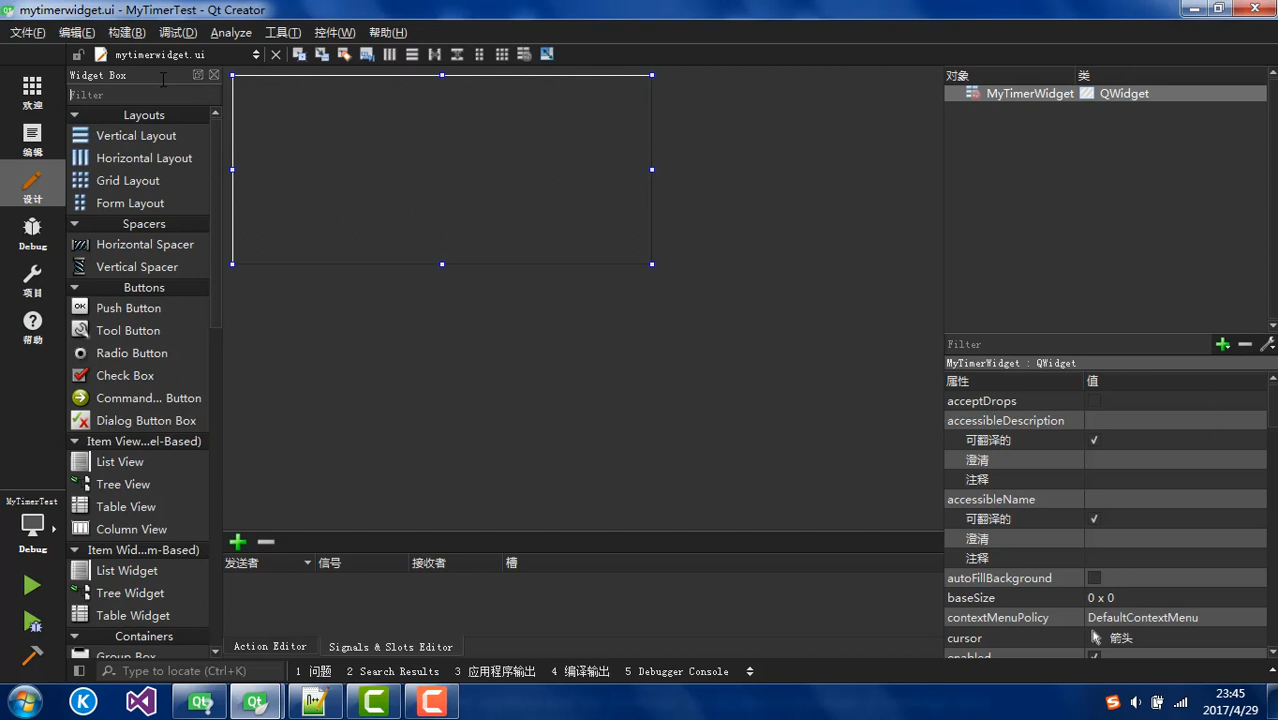 mytimerwidget.ui - MyTimerTest - Qt Creator
文件(F) 编辑(E) 构建(B) 调试(D) Analyze 工具(T) 控件(W) 帮助(H)
mytimerwidget.ui
Widget Box
Filter
Layouts
Vertical Layout
Horizontal Layout
Grid Layout
Form Layout
Spacers
Horizontal Spacer
Vertical Spacer
Buttons
OK Push Button
Tool Button
Radio Button
Check Box
Command... Button
Dialog Button Box
Item View...el-Based)
List View
Tree View
Table View
Column View
Item Wid...m-Based)
List Widget
Tree Widget
Table Widget
Containers
Group Box
欢迎
编辑
设计
Debug
项目
帮助
MyTimerTest
Debug
发送者 信号 接收者 槽
Action Editor Signals & Slots Editor
对象 类
MyTimerWidget QWidget
Filter
MyTimerWidget : QWidget
属性 值
acceptDrops
accessibleDescription
可翻译的
澄清
注释
accessibleName
可翻译的
澄清
注释
autoFillBackground
baseSize 0 x 0
contextMenuPolicy DefaultContextMenu
cursor 箭头
enabled
Type to locate (Ctrl+K) 1 问题 2 Search Results 3 应用程序输出 4 编译输出 5 Debugger Console
23:45
2017/4/29